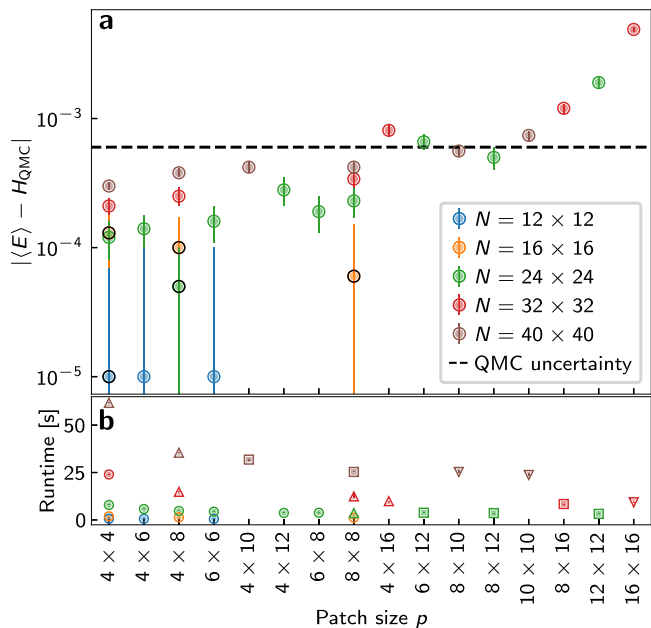 a
|⟨E⟩ − H_QMC|
10⁻³
10⁻⁴
10⁻⁵
N = 12 × 12
N = 16 × 16
N = 24 × 24
N = 32 × 32
N = 40 × 40
QMC uncertainty
b
Runtime [s]
50
25
0
4 × 4
4 × 6
4 × 8
6 × 6
4 × 10
4 × 12
6 × 8
8 × 8
4 × 16
6 × 12
8 × 10
8 × 12
10 × 10
8 × 16
12 × 12
16 × 16
Patch size p